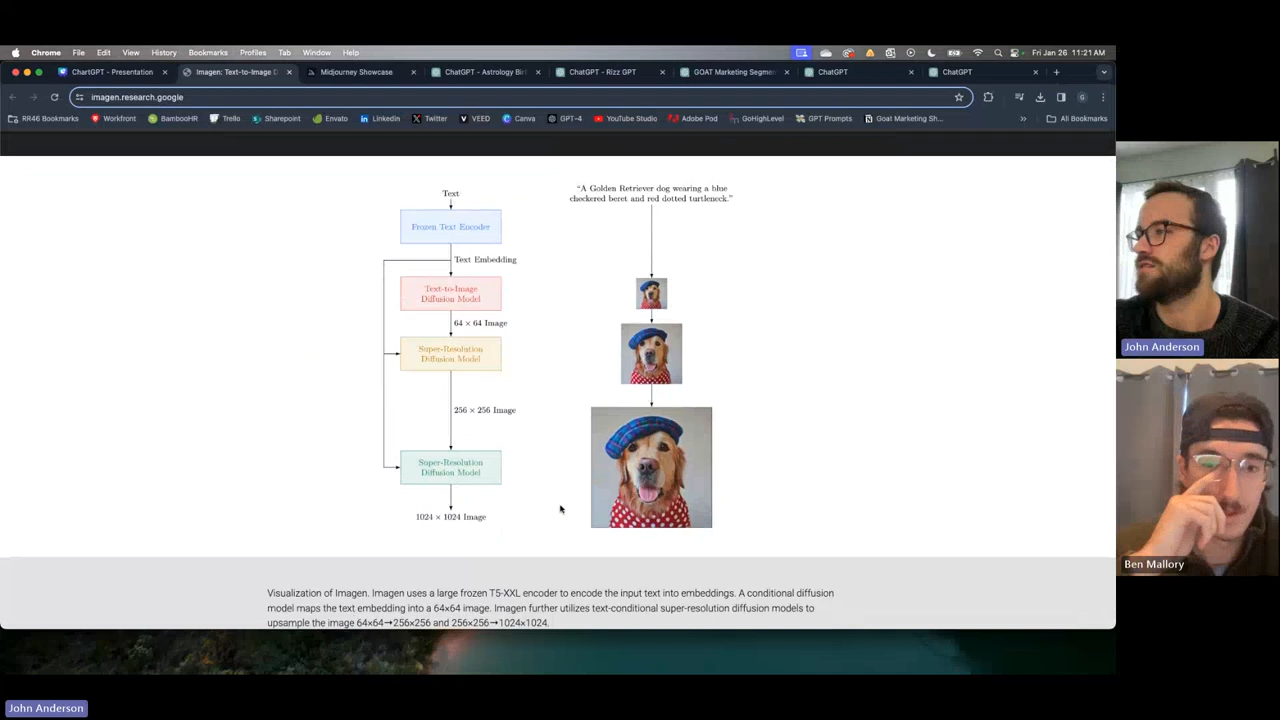 Chrome File Edit View History Bookmarks Profiles Tab Window Help Fri Jan 26 11:21 AM
ChartGPT - Presentation Imagen: Text-to-Image D Midjourney Showcase ChatGPT - Astrology Bir ChatGPT - Rizz GPT GOAT Marketing Segmen ChatGPT ChatGPT
imagen.research.google
RR46 Bookmarks Workfront BambooHR Trello Sharepoint Envato Linkedin Twitter VEED Canva GPT-4 YouTube Studio Adobe Pod GoHighLevel GPT Prompts Goat Marketing Sh... All Bookmarks
Text
Frozen Text Encoder
Text Embedding
Text-to-Image
Diffusion Model
64 × 64 Image
Super-Resolution
Diffusion Model
256 × 256 Image
Super-Resolution
Diffusion Model
1024 × 1024 Image
"A Golden Retriever dog wearing a blue
checkered beret and red dotted turtleneck."
Visualization of Imagen. Imagen uses a large frozen T5-XXL encoder to encode the input text into embeddings. A conditional diffusion
model maps the text embedding into a 64×64 image. Imagen further utilizes text-conditional super-resolution diffusion models to
upsample the image 64×64→256×256 and 256×256→1024×1024.
John Anderson
Ben Mallory
John Anderson